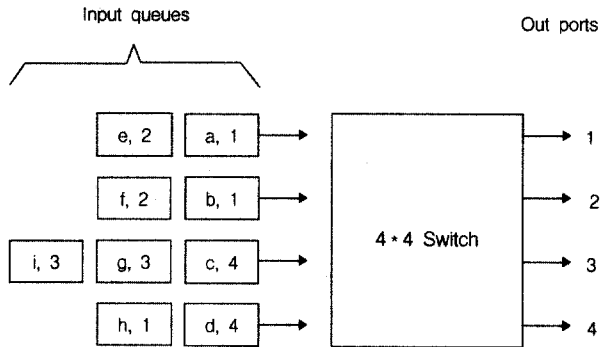 Input queues
Out ports
e, 2
a, 1
1
f, 2
b, 1
2
i, 3
g, 3
c, 4
4 * 4 Switch
3
h, 1
d, 4
4